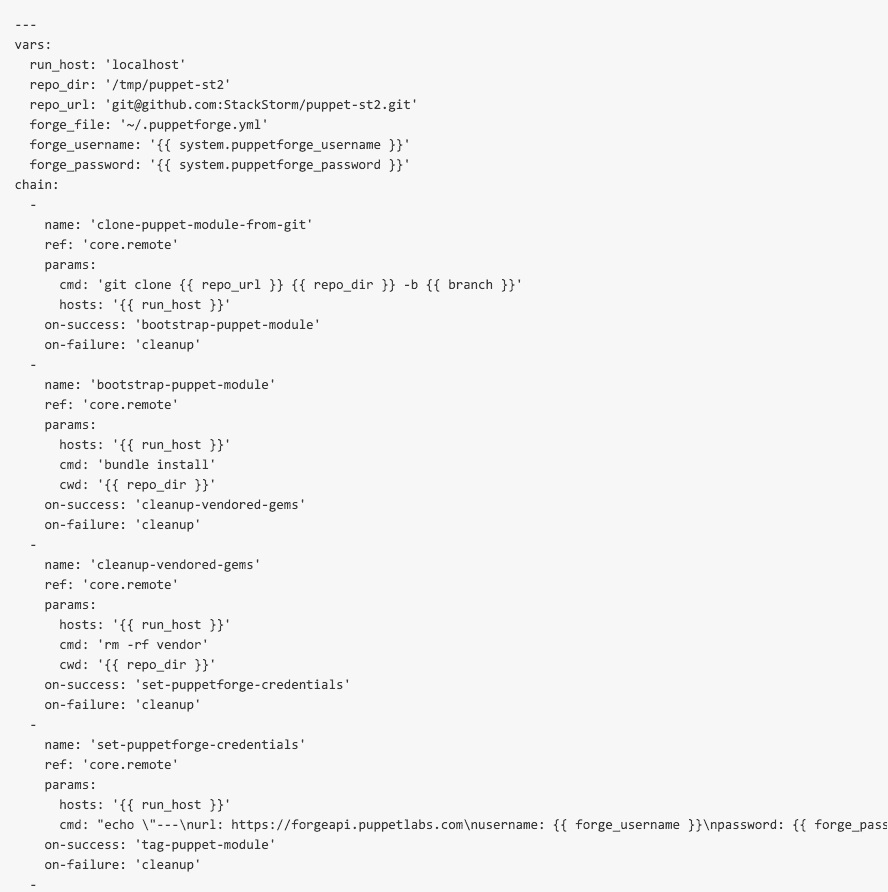 ---
vars:
  run_host: 'localhost'
  repo_dir: '/tmp/puppet-st2'
  repo_url: 'git@github.com:StackStorm/puppet-st2.git'
  forge_file: '~/.puppetforge.yml'
  forge_username: '{{ system.puppetforge_username }}'
  forge_password: '{{ system.puppetforge_password }}'
chain:
  -
    name: 'clone-puppet-module-from-git'
    ref: 'core.remote'
    params:
      cmd: 'git clone {{ repo_url }} {{ repo_dir }} -b {{ branch }}'
      hosts: '{{ run_host }}'
    on-success: 'bootstrap-puppet-module'
    on-failure: 'cleanup'
  -
    name: 'bootstrap-puppet-module'
    ref: 'core.remote'
    params:
      hosts: '{{ run_host }}'
      cmd: 'bundle install'
      cwd: '{{ repo_dir }}'
    on-success: 'cleanup-vendored-gems'
    on-failure: 'cleanup'
  -
    name: 'cleanup-vendored-gems'
    ref: 'core.remote'
    params:
      hosts: '{{ run_host }}'
      cmd: 'rm -rf vendor'
      cwd: '{{ repo_dir }}'
    on-success: 'set-puppetforge-credentials'
    on-failure: 'cleanup'
  -
    name: 'set-puppetforge-credentials'
    ref: 'core.remote'
    params:
      hosts: '{{ run_host }}'
      cmd: "echo \"---\nurl: https://forgeapi.puppetlabs.com\nusername: {{ forge_username }}\npassword: {{ forge_pass
    on-success: 'tag-puppet-module'
    on-failure: 'cleanup'
  -